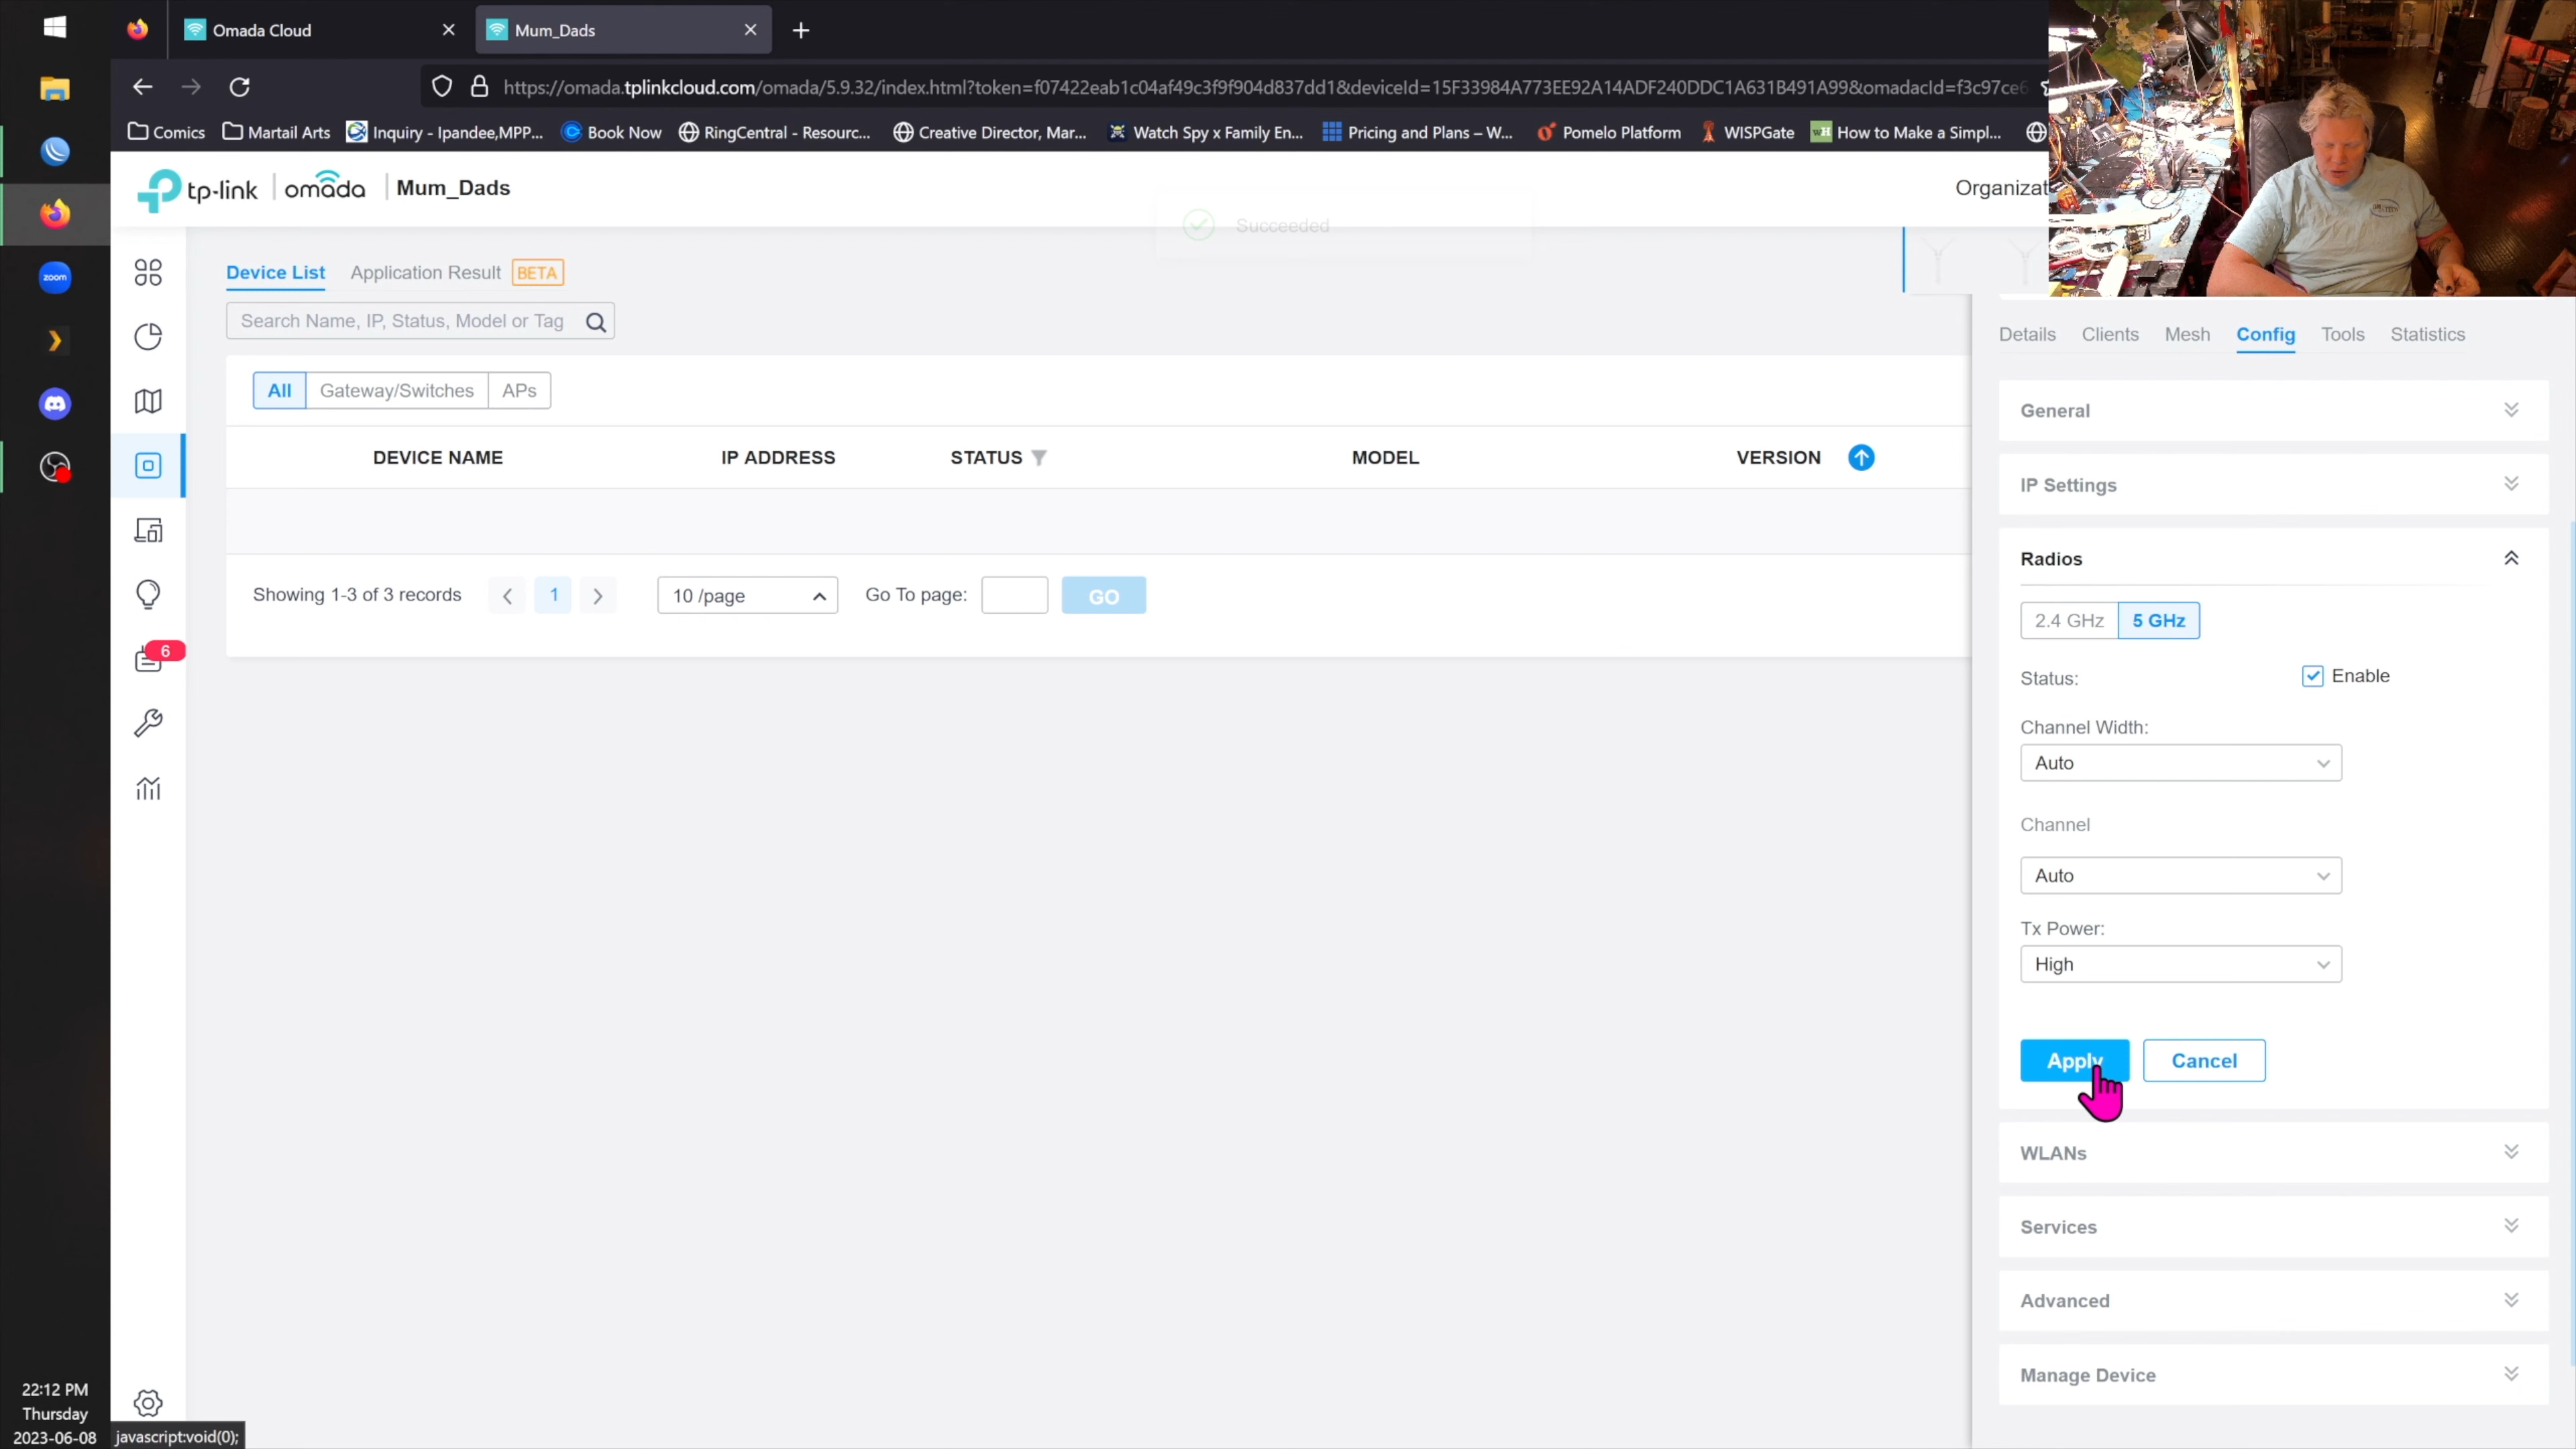 Omada Cloud
Mum_Dads
https://omada.tplinkcloud.com/omada/5.9.32/index.html?token=f07422eab1c04af49c3f9f904d837dd1&deviceId=15F33984A773EE92A14ADF240DDC1A631B491A99&omadacId=f3c97ce6
Comics
Martail Arts
Inquiry - Ipandee,MPP...
Book Now
RingCentral - Resourc...
Creative Director, Mar...
Watch Spy x Family En...
Pricing and Plans – W...
Pomelo Platform
WISPGate
wH How to Make a Simpl...
tp-link omada Mum_Dads
Organizat
Succeeded
zoom
Device List Application Result BETA
Search Name, IP, Status, Model or Tag
All Gateway/Switches APs
DEVICE NAME IP ADDRESS STATUS MODEL VERSION
Showing 1-3 of 3 records 1 10 /page Go To page: GO
6
Details Clients Mesh Config Tools Statistics
General
IP Settings
Radios
2.4 GHz 5 GHz
Status: Enable
Channel Width:
Auto
Channel
Auto
Tx Power:
High
Apply Cancel
WLANs
Services
Advanced
Manage Device
22:12 PM
Thursday
2023-06-08
javascript:void(0);